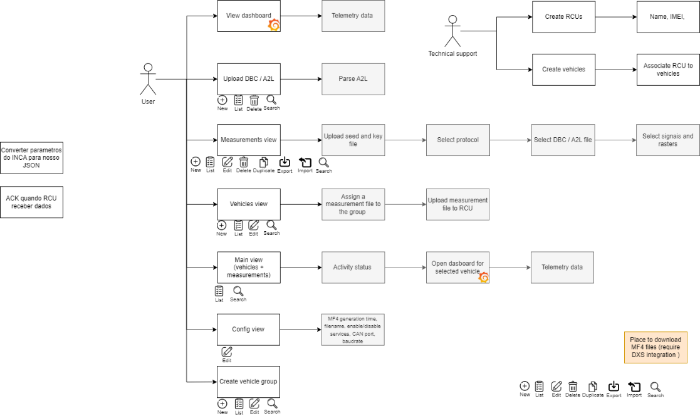 View dashboard
Telemetry data
Create RCUs
Name, IMEI,
Technical support
User
Upload DBC / A2L
Parse A2L
Create vehicles
Associate RCU to
vehicles
New
List
Delete
Search
Converter parametros
do INCA para nosso
JSON
Measurements view
Upload seed and key
file
Select protocol
Select DBC / A2L file
Select signals and
rasters
New
List
Edit
Delete
Duplicate
Export
Import
Search
ACK quando RCU
receber dados
Vehicles view
Assign a
measurement file to
the group
Upload measurement
file to RCU
New
List
Edit
Search
Main view
(vehicles +
measurements)
Activity status
Open dasboard for
selected vehicle
Telemetry data
List
Search
Config view
MF4 generation time,
filename, enable/disable
services, CAN port,
baudrate
Edit
Place to download
MF4 files (require
DXS integration )
Create vehicle group
New
List
Edit
Search
New
List
Edit
Delete
Duplicate
Export
Import
Search